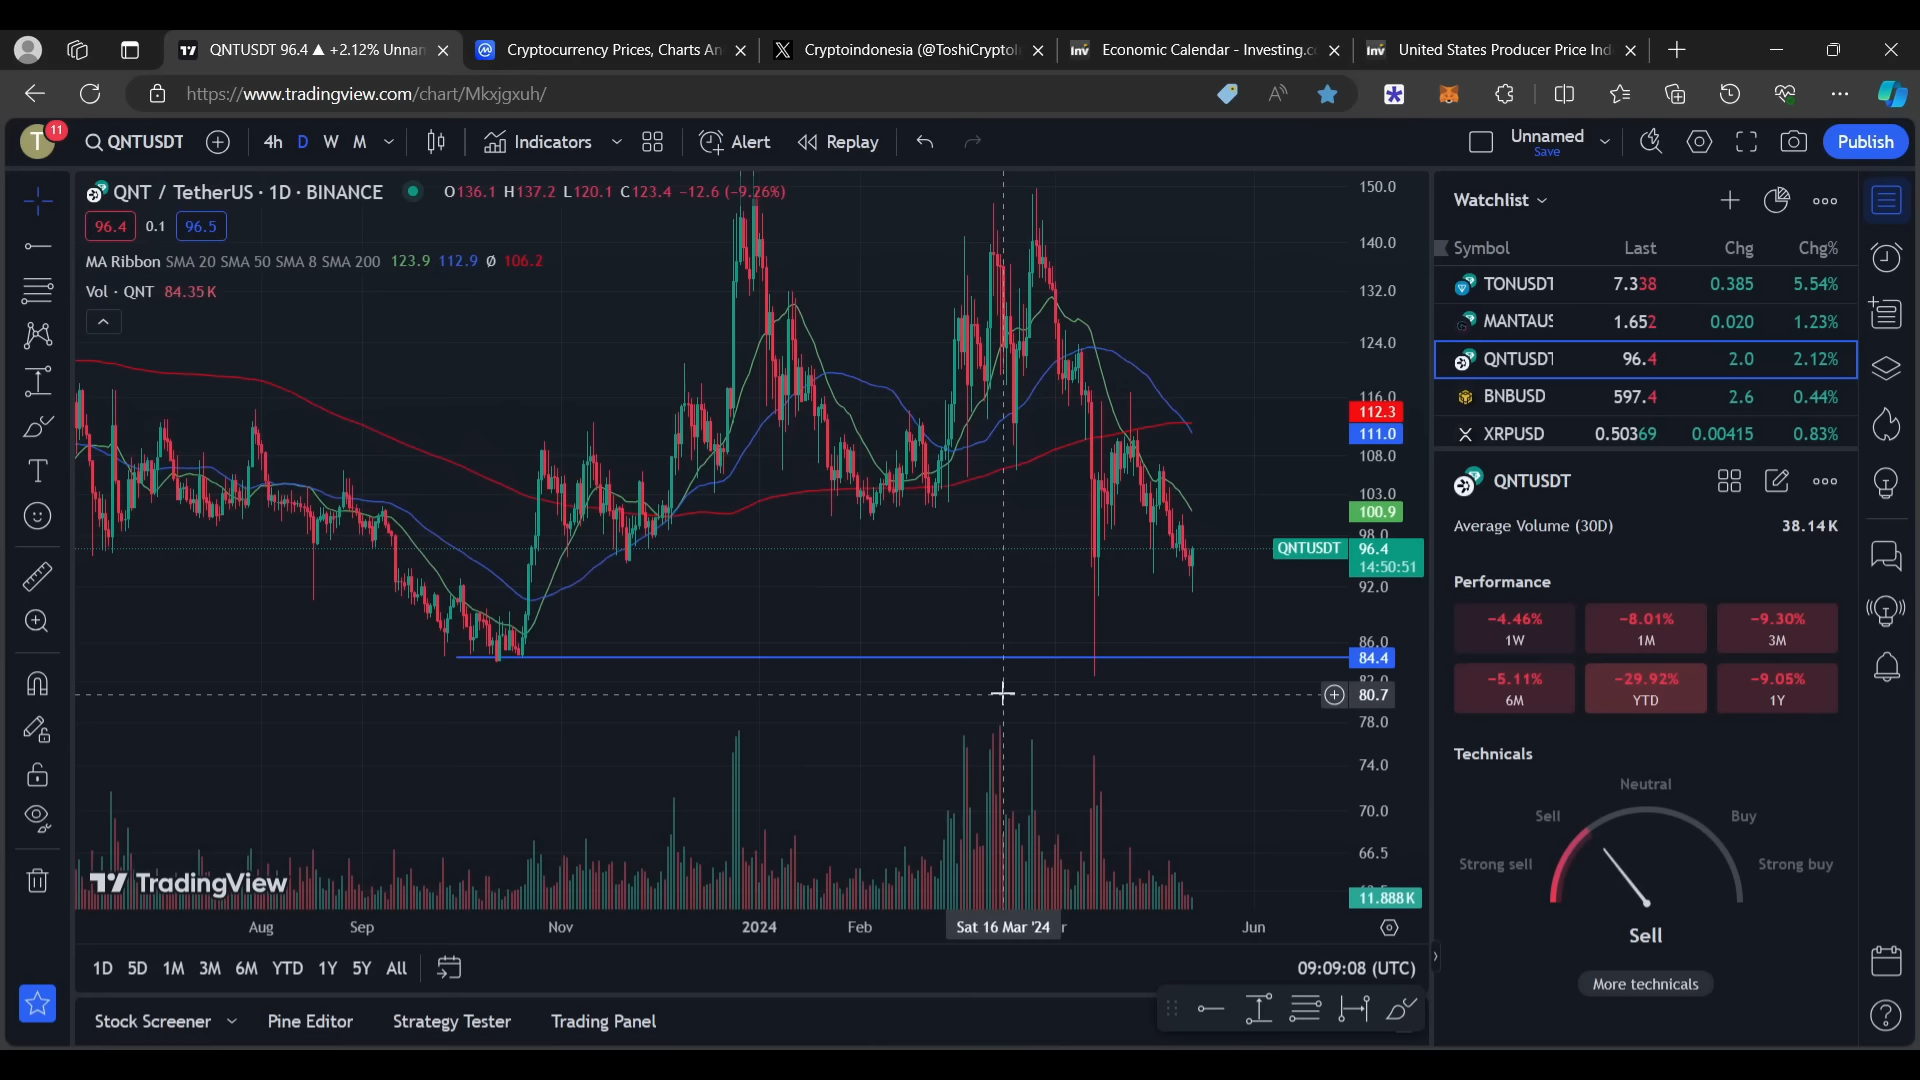 QNTUSDT 96.4 ▲ +2.12% Unnan
Cryptocurrency Prices, Charts An
Cryptoindonesia (@ToshiCryptoI
Economic Calendar - Investing.c
United States Producer Price Ind
https://www.tradingview.com/chart/Mkxjgxuh/
T 11 QNTUSDT 4h D W M Indicators Alert Replay Unnamed Save Publish
QNT / TetherUS · 1D · BINANCE O136.1 H137.2 L120.1 C123.4 −12.6 (−9.26%)
96.4 0.1 96.5
MA Ribbon SMA 20 SMA 50 SMA 8 SMA 200 123.9 112.9 Ø 106.2
Vol · QNT 84.35K
150.0
140.0
132.0
124.0
116.0
112.3
111.0
108.0
103.0
100.9
98.0
QNTUSDT 96.4
14:50:51
92.0
86.0
84.4
82.0
80.7
78.0
74.0
70.0
66.5
11.888K
TradingView
Aug Sep Nov 2024 Feb Sat 16 Mar '24 Jun
1D 5D 1M 3M 6M YTD 1Y 5Y All 09:09:08 (UTC)
Stock Screener Pine Editor Strategy Tester Trading Panel
Watchlist
Symbol Last Chg Chg%
TONUSDT 7.338 0.385 5.54%
MANTAUS 1.652 0.020 1.23%
QNTUSDT 96.4 2.0 2.12%
BNBUSD 597.4 2.6 0.44%
XRPUSD 0.50369 0.00415 0.83%
QNTUSDT
Average Volume (30D) 38.14K
Performance
−4.46% −8.01% −9.30%
1W 1M 3M
−5.11% −29.92% −9.05%
6M YTD 1Y
Technicals
Neutral
Sell Buy
Strong sell Strong buy
Sell
More technicals